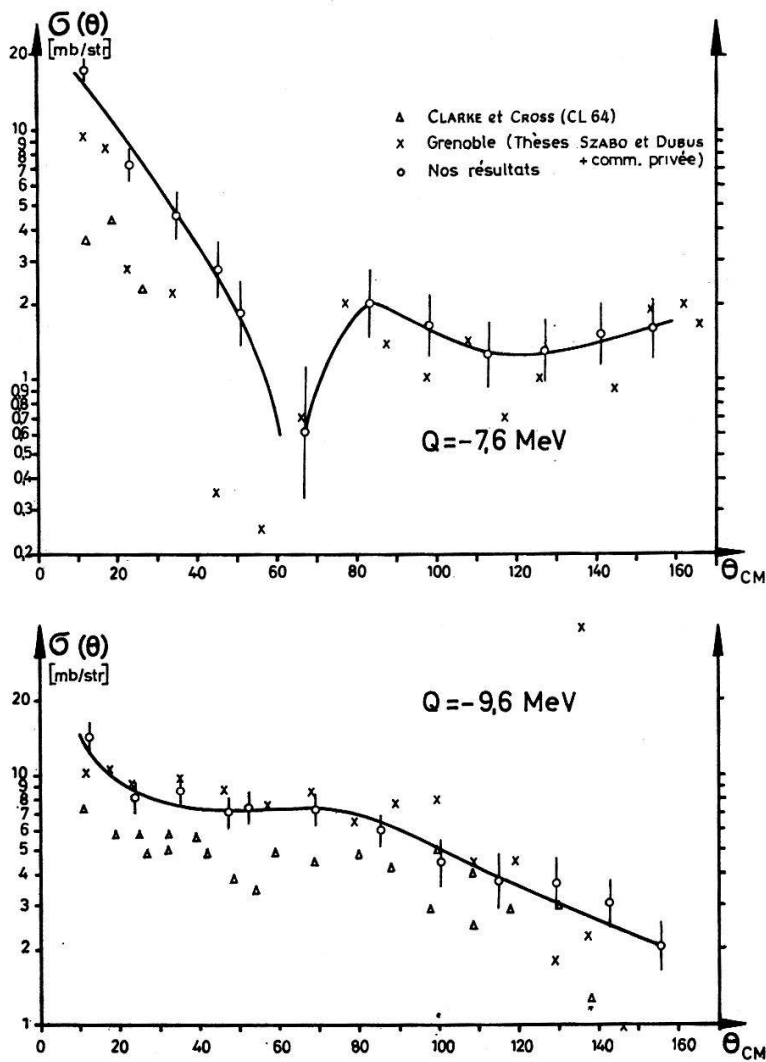 σ(θ)
[mb/str]
20
10
9
8
7
6
5
4
3
2
1
0,9
0,8
0,7
0,6
0,5
0,4
0,3
0,2
Δ CLARKE et CROSS (CL 64)
x Grenoble (Thèses SZABO et DUBUS
+ comm. privée)
o Nos résultats
Q = -7,6 MeV
0 20 40 60 80 100 120 140 160 θCM
σ(θ)
[mb/str]
Q = -9,6 MeV
20
10
9
8
7
6
5
4
3
2
1
0 20 40 60 80 100 120 140 160 θCM